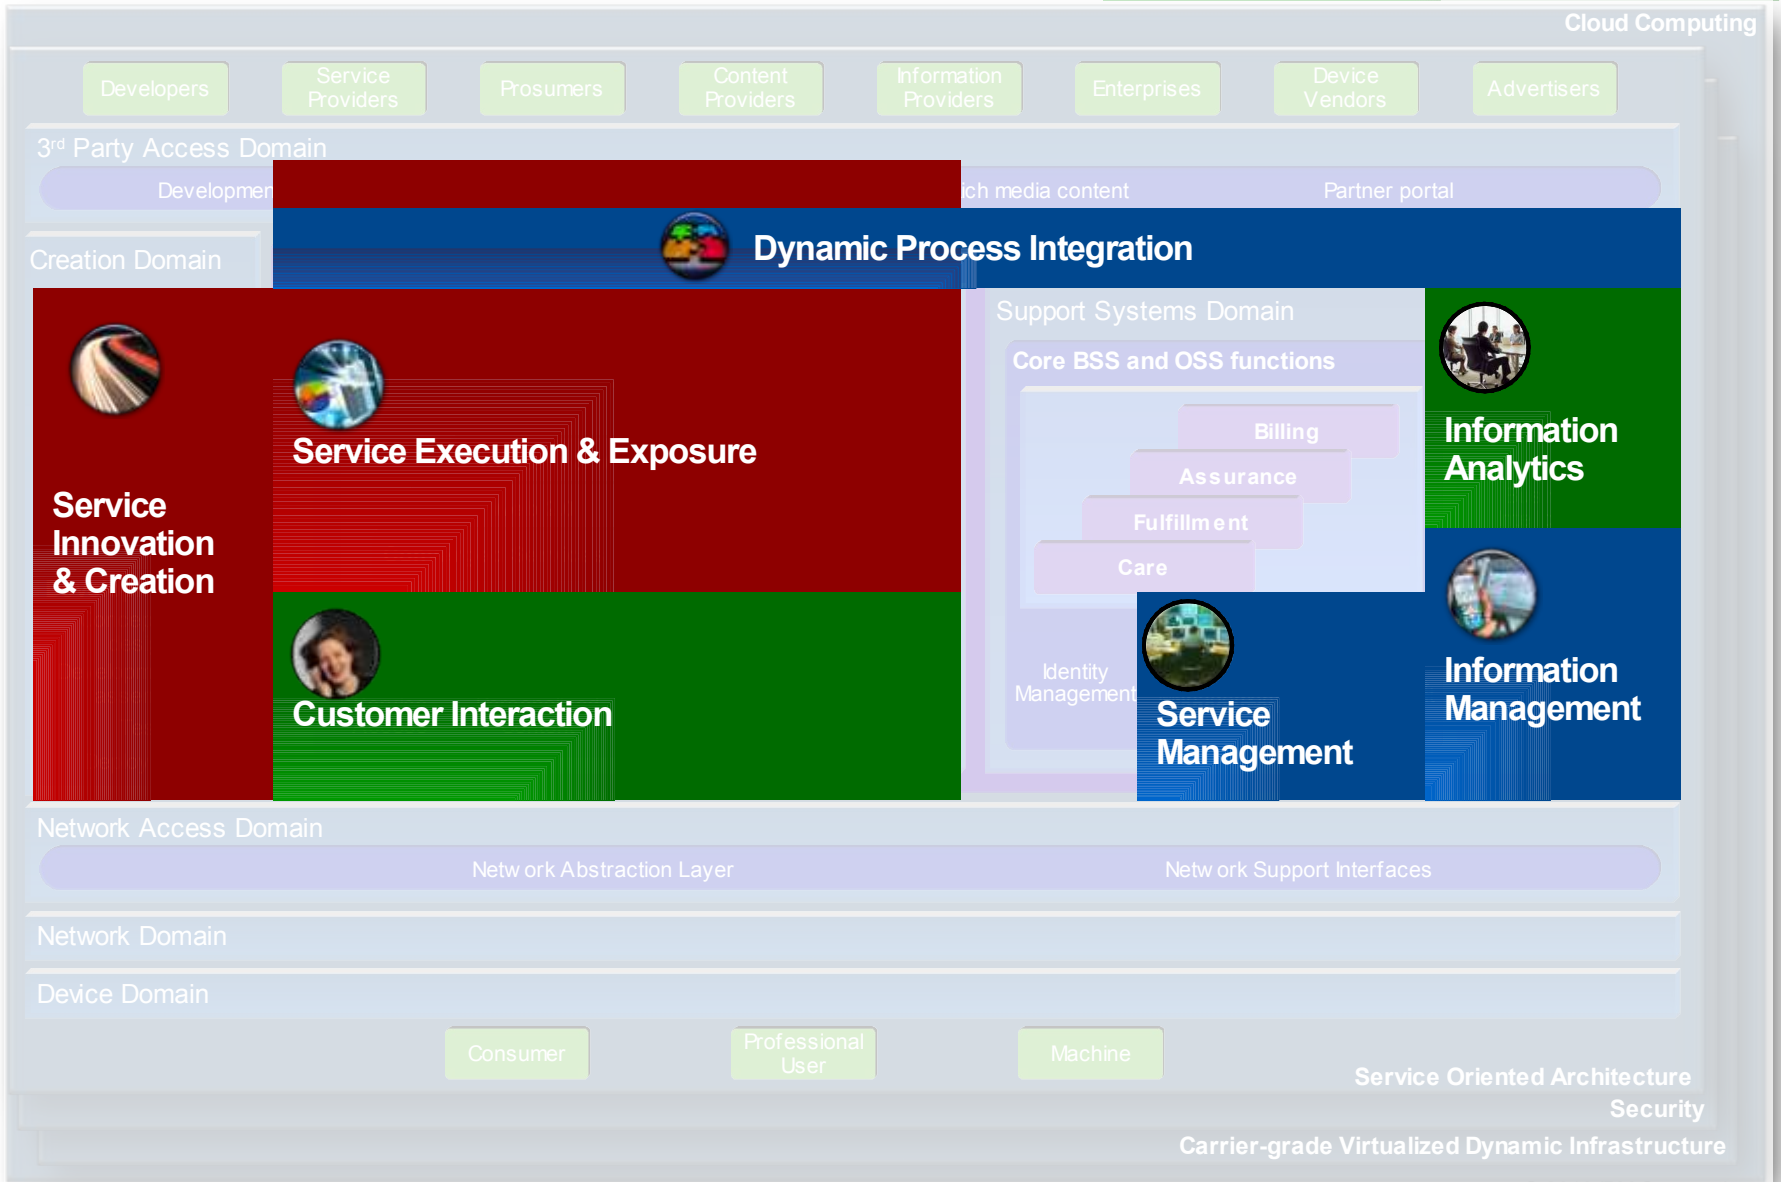 Cloud Computing
Developers
Service
Providers
Prosumers
Content
Providers
Information
Providers
Enterprises
Device
Vendors
Advertisers
3rd Party Access Domain
media content
Partner portal
Dynamic Process Integration
Creation Domain
Support Systems Domain
Core BSS and OSS functions
Billing
Assurance
Fulfillment
Care
Information
Analytics
Service Execution & Exposure
Service
Innovation
& Creation
Identity
Management
Information
Management
Customer Interaction
Service
Management
Network Access Domain
Network Abstraction Layer
Network Support Interfaces
Network Domain
Device Domain
Consumer
Professional
User
Machine
Service Oriented Architecture
Security
Carrier-grade Virtualized Dynamic Infrastructure